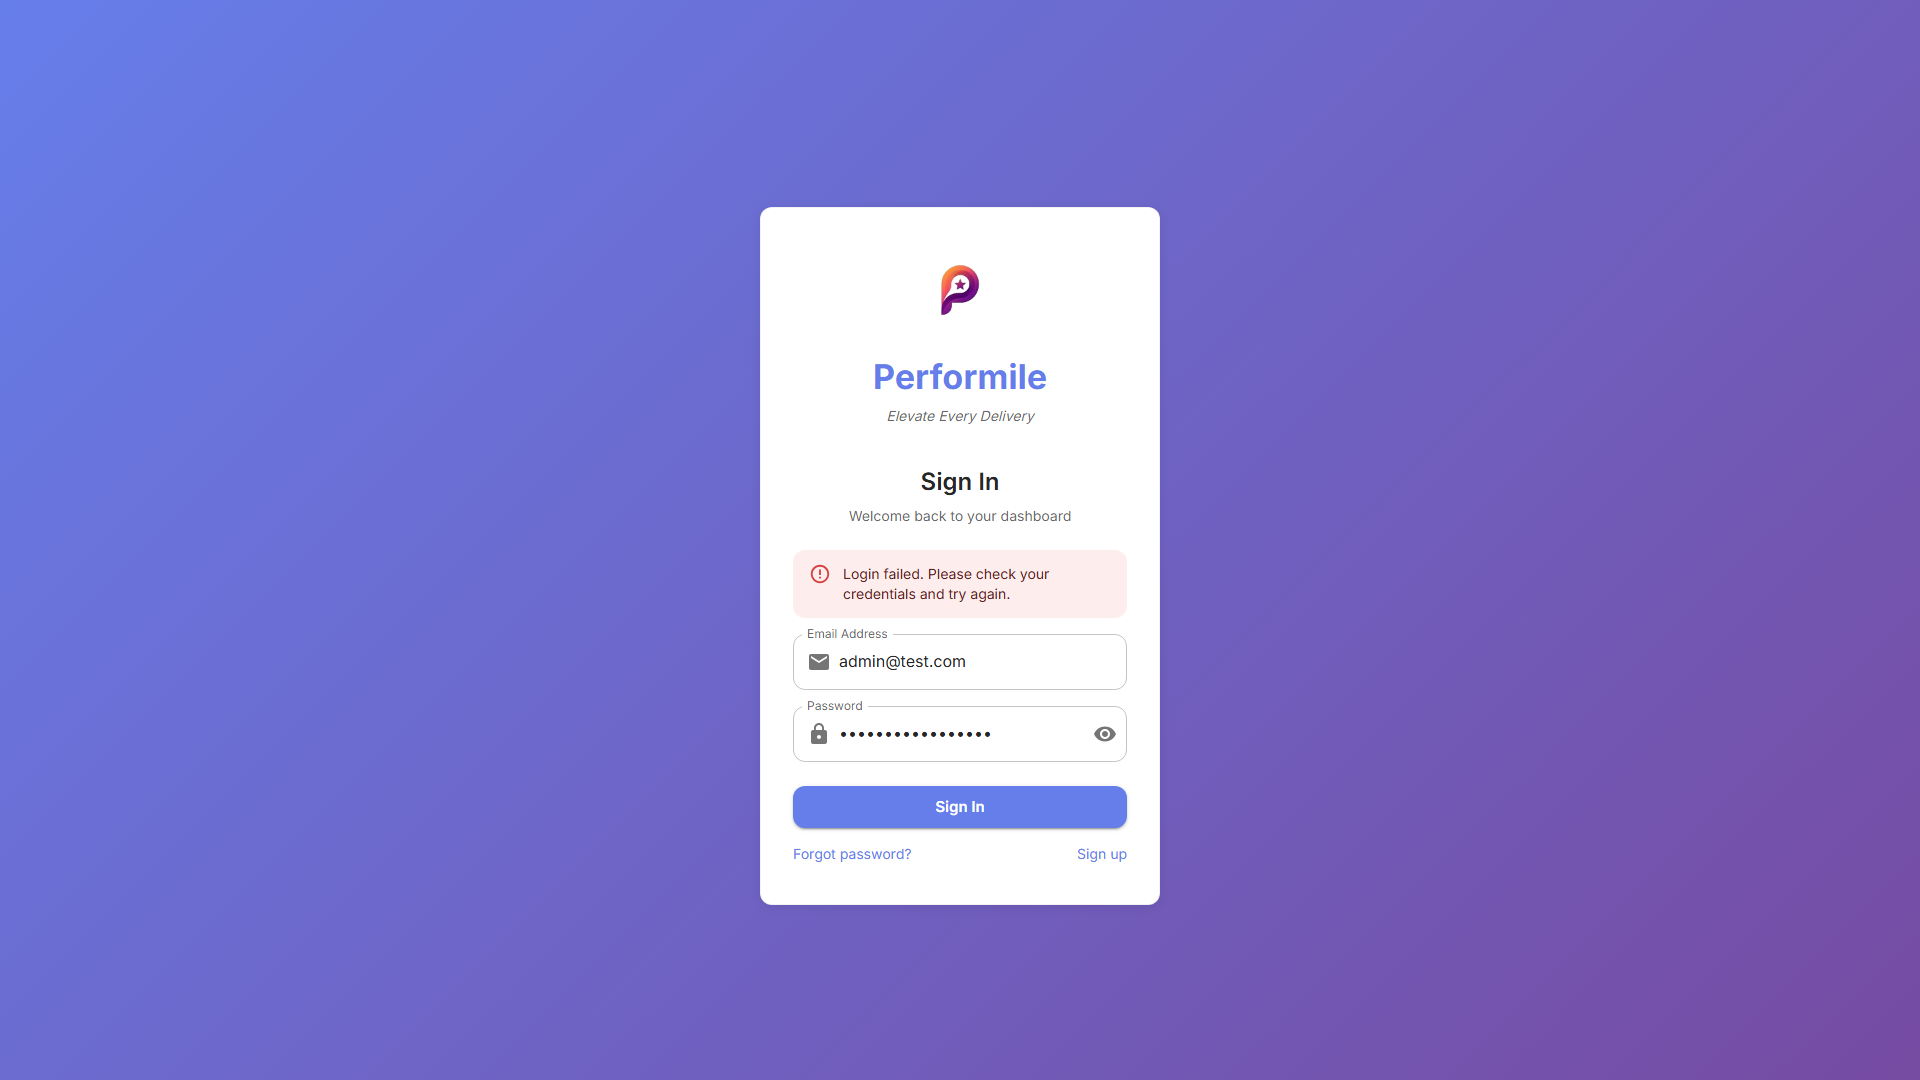 Performile
Elevate Every Delivery
Sign In
Welcome back to your dashboard
Login failed. Please check your
credentials and try again.
Email Address
admin@test.com
Password
•••••••••••••••••
Sign In
Forgot password?
Sign up